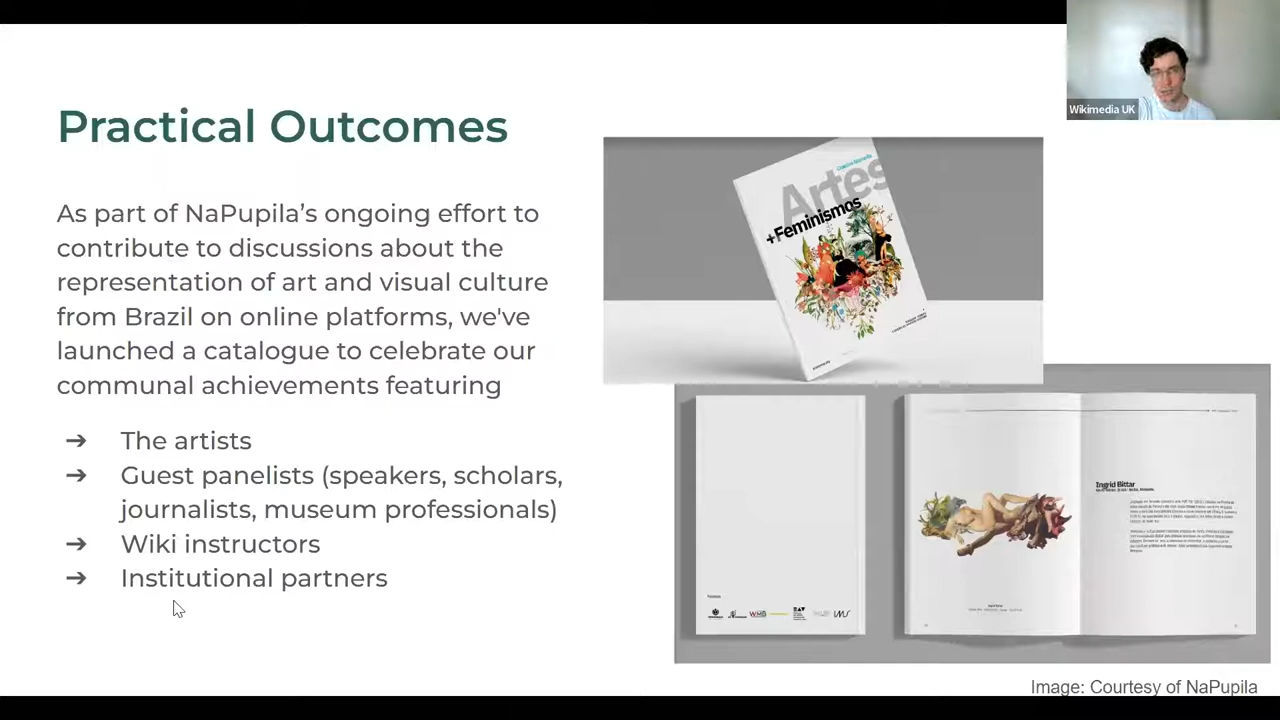 Practical Outcomes
Wikimedia UK
As part of NaPupila's ongoing effort to
contribute to discussions about the
representation of art and visual culture
from Brazil on online platforms, we've
launched a catalogue to celebrate our
communal achievements featuring
➔ The artists
➔ Guest panelists (speakers, scholars,
journalists, museum professionals)
➔ Wiki instructors
➔ Institutional partners
Artes
+Feminismos
Ingrid Bittar
Image: Courtesy of NaPupila